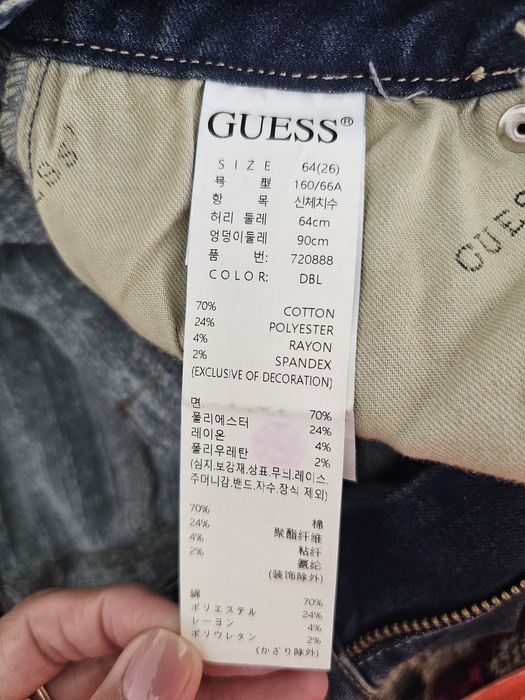 GUESS®
SIZE 64(26)
号 型 160/66A
항 목 신체치수
허리 둘레 64cm
엉덩이둘레 90cm
품 번: 720888
COLOR: DBL
70% COTTON
24% POLYESTER
4% RAYON
2% SPANDEX
(EXCLUSIVE OF DECORATION)
면 70%
폴리에스터 24%
레이온 4%
폴리우레탄 2%
(심지.보강재.상표.무늬.레이스.
주머니감.밴드.자수.장식 제외)
70% 棉
24% 聚酯纤维
4% 粘纤
2% 氨纶
(装饰除外)
綿 70%
ポリエステル 24%
レーヨン 4%
ポリウレタン 2%
(かざり除外)
GUES